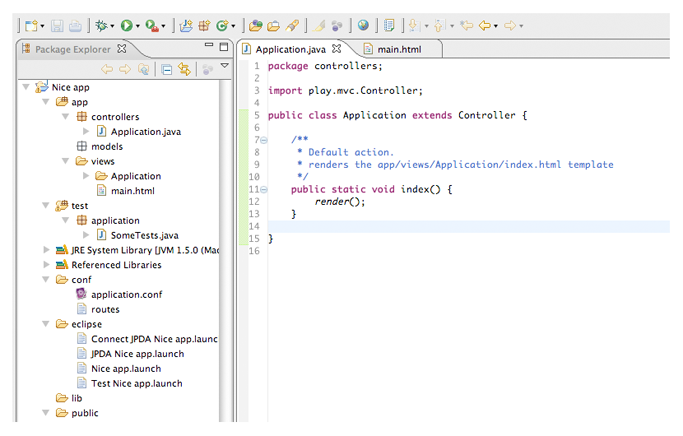 Package Explorer
Nice app
app
controllers
Application.java
models
views
Application
main.html
test
application
SomeTests.java
JRE System Library [JVM 1.5.0 (Mac
Referenced Libraries
conf
application.conf
routes
eclipse
Connect JPDA Nice app.launc
JPDA Nice app.launch
Nice app.launch
Test Nice app.launch
lib
public
Application.java main.html
1 package controllers;
2
3 import play.mvc.Controller;
4
5 public class Application extends Controller {
6
7 /**
8 * Default action.
9 * renders the app/views/Application/index.html template
10 */
11 public static void index() {
12 render();
13 }
14
15 }
16